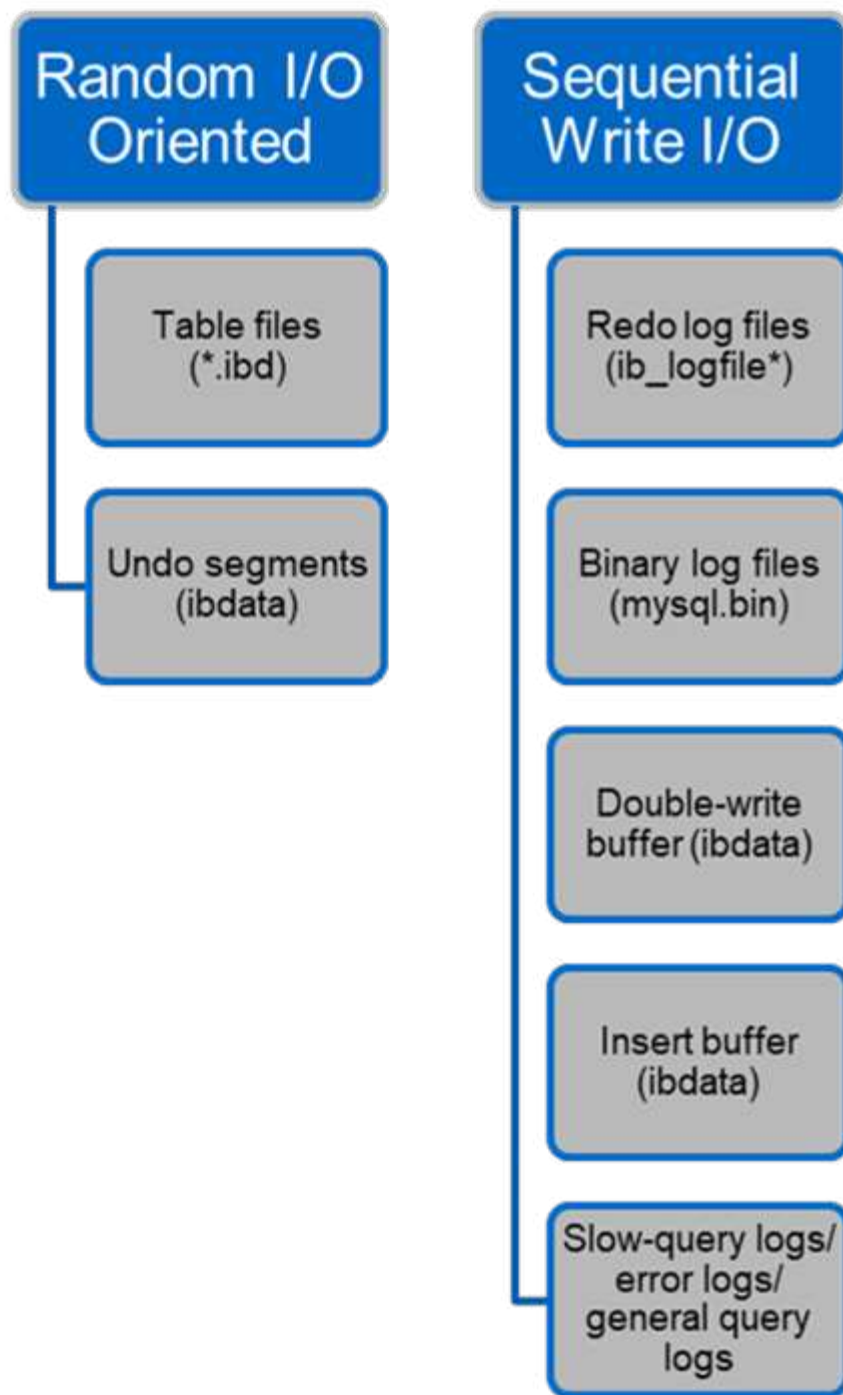 Random I/O
Oriented
Table files
(*.ibd)
Undo segments
(ibdata)
Sequential
Write I/O
Redo log files
(ib_logfile*)
Binary log files
(mysql.bin)
Double-write
buffer (ibdata)
Insert buffer
(ibdata)
Slow-query logs/
error logs/
general query
logs